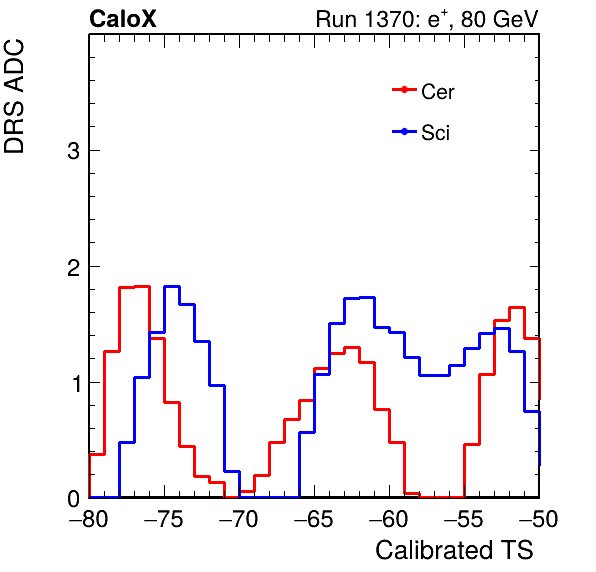 CaloX Run 1370: e⁺, 80 GeV
DRS ADC
Cer
Sci
3
2
1
0
−80 −75 −70 −65 −60 −55 −50
Calibrated TS